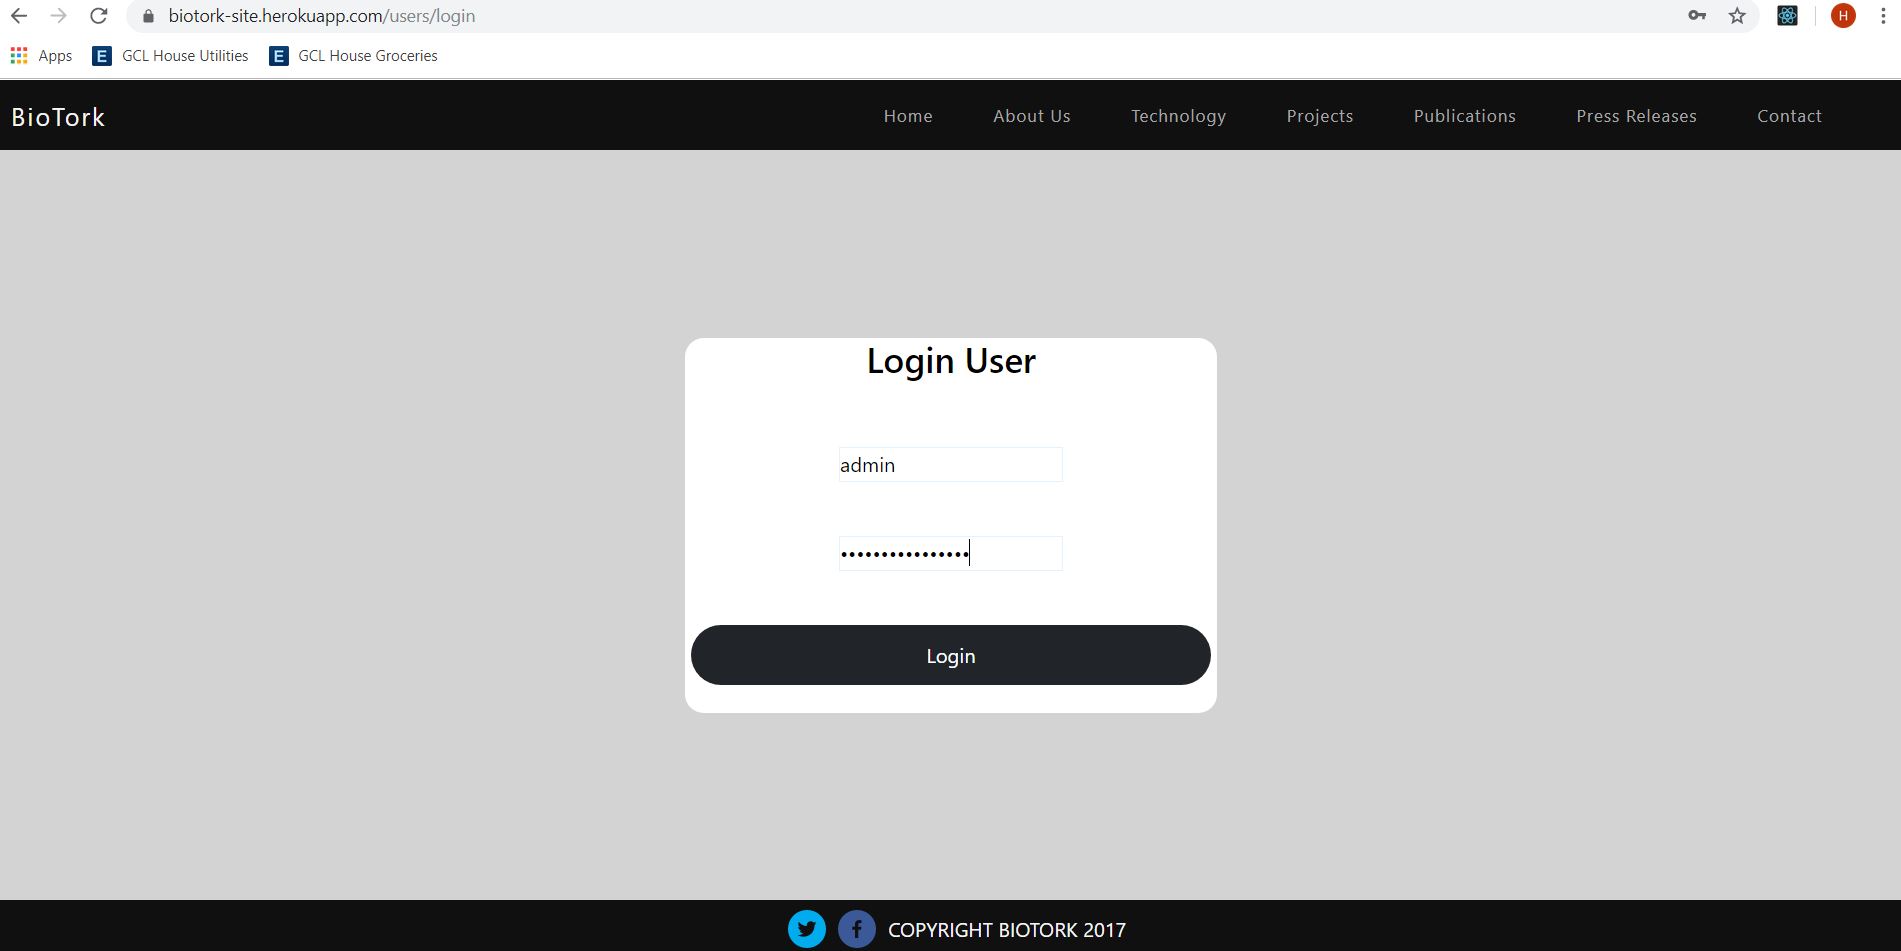 biotork-site.herokuapp.com/users/login
H
Apps E GCL House Utilities E GCL House Groceries
BioTork Home About Us Technology Projects Publications Press Releases Contact
Login User
admin
••••••••••••••••
Login
COPYRIGHT BIOTORK 2017